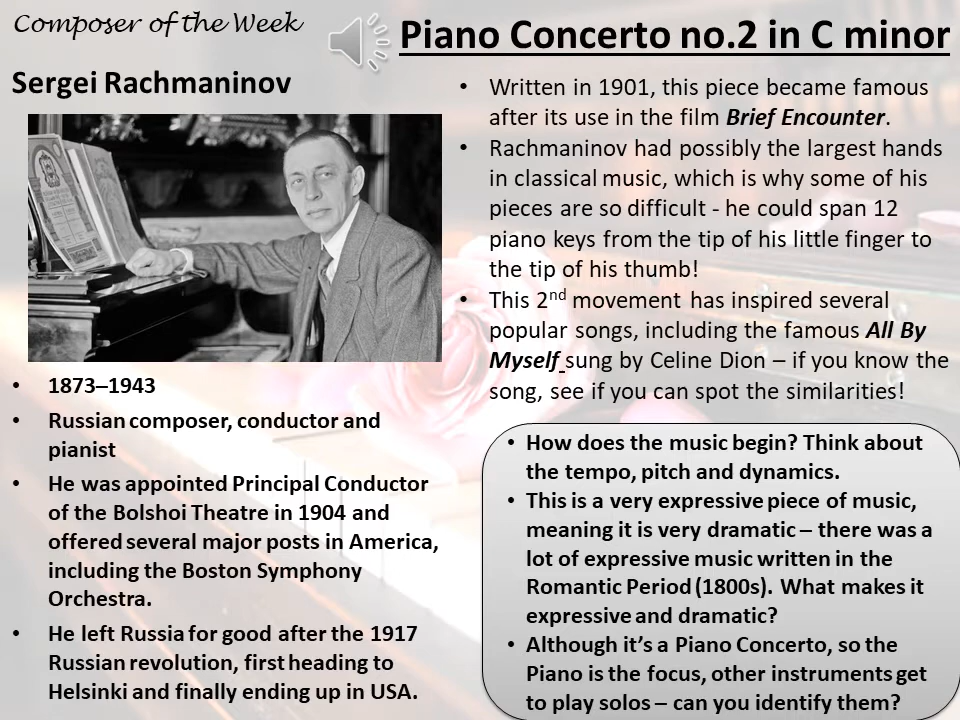 Composer of the Week
Sergei Rachmaninov
• 1873–1943
• Russian composer, conductor and
pianist
• He was appointed Principal Conductor
of the Bolshoi Theatre in 1904 and
offered several major posts in America,
including the Boston Symphony
Orchestra.
• He left Russia for good after the 1917
Russian revolution, first heading to
Helsinki and finally ending up in USA.
Piano Concerto no.2 in C minor
• Written in 1901, this piece became famous
after its use in the film Brief Encounter.
• Rachmaninov had possibly the largest hands
in classical music, which is why some of his
pieces are so difficult - he could span 12
piano keys from the tip of his little finger to
the tip of his thumb!
• This 2nd movement has inspired several
popular songs, including the famous All By
Myself sung by Celine Dion – if you know the
song, see if you can spot the similarities!
• How does the music begin? Think about
the tempo, pitch and dynamics.
• This is a very expressive piece of music,
meaning it is very dramatic – there was a
lot of expressive music written in the
Romantic Period (1800s). What makes it
expressive and dramatic?
• Although it’s a Piano Concerto, so the
Piano is the focus, other instruments get
to play solos – can you identify them?